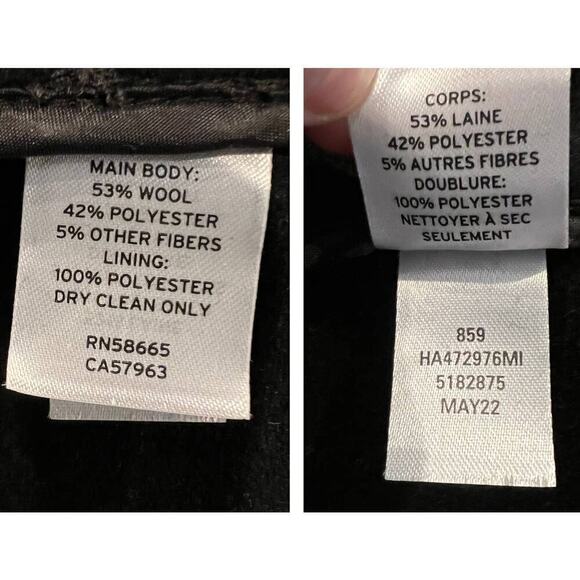 MAIN BODY:
53% WOOL
42% POLYESTER
5% OTHER FIBERS
LINING:
100% POLYESTER
DRY CLEAN ONLY
RN58665
CA57963
CORPS:
53% LAINE
42% POLYESTER
5% AUTRES FIBRES
DOUBLURE:
100% POLYESTER
NETTOYER À SEC
SEULEMENT
859
HA472976MI
5182875
MAY22